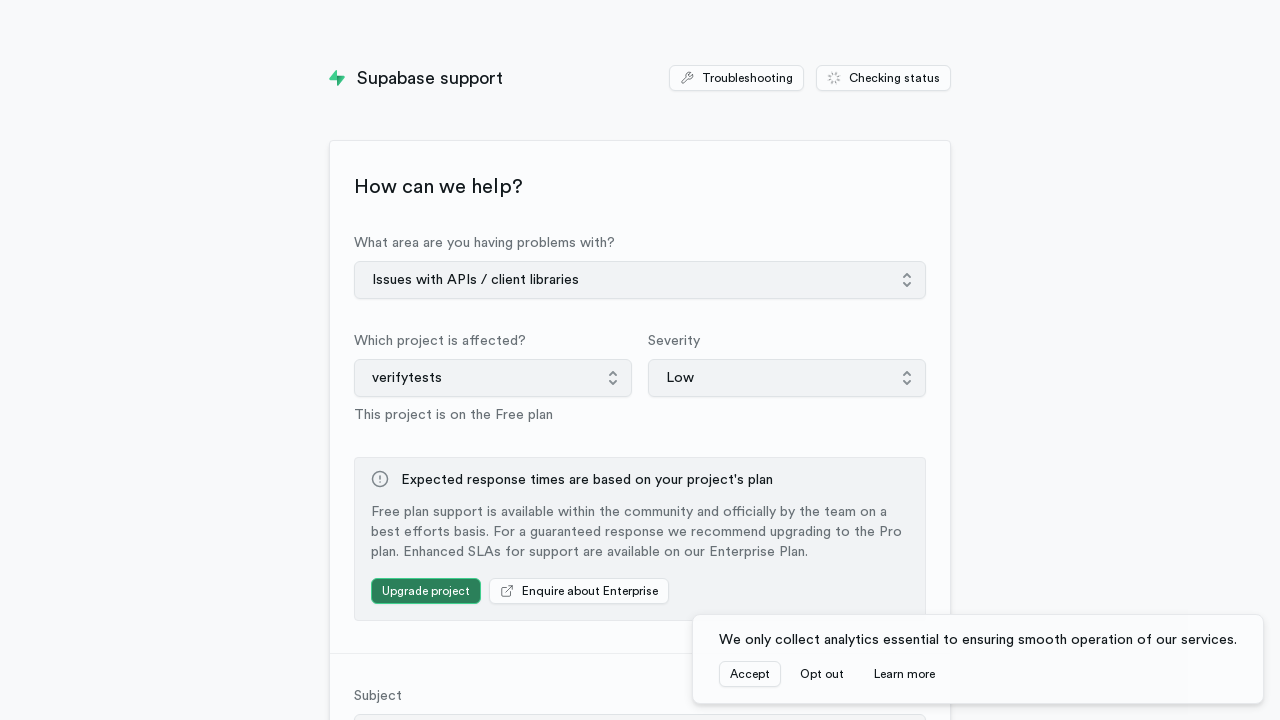 Supabase support
Troubleshooting
Checking status
How can we help?
What area are you having problems with?
Issues with APIs / client libraries
Which project is affected?
Severity
verifytests
Low
This project is on the Free plan
Expected response times are based on your project's plan
Free plan support is available within the community and officially by the team on a
best efforts basis. For a guaranteed response we recommend upgrading to the Pro
plan. Enhanced SLAs for support are available on our Enterprise Plan.
Upgrade project
Enquire about Enterprise
We only collect analytics essential to ensuring smooth operation of our services.
Accept
Opt out
Learn more
Subject